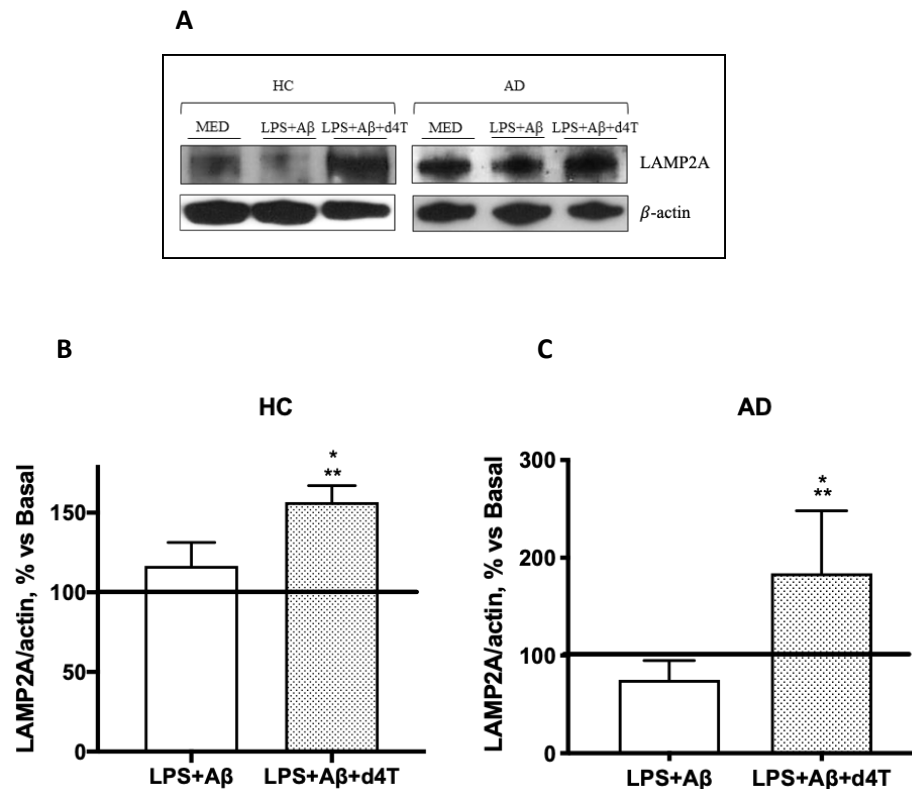 A
HC AD
MED LPS+Aβ LPS+Aβ+d4T MED LPS+Aβ LPS+Aβ+d4T
LAMP2A
β-actin
B
HC
LAMP2A/actin, % vs Basal
150
100
50
0
*
**
LPS+Aβ LPS+Aβ+d4T
C
AD
LAMP2A/actin, % vs Basal
300
200
100
0
*
**
LPS+Aβ LPS+Aβ+d4T